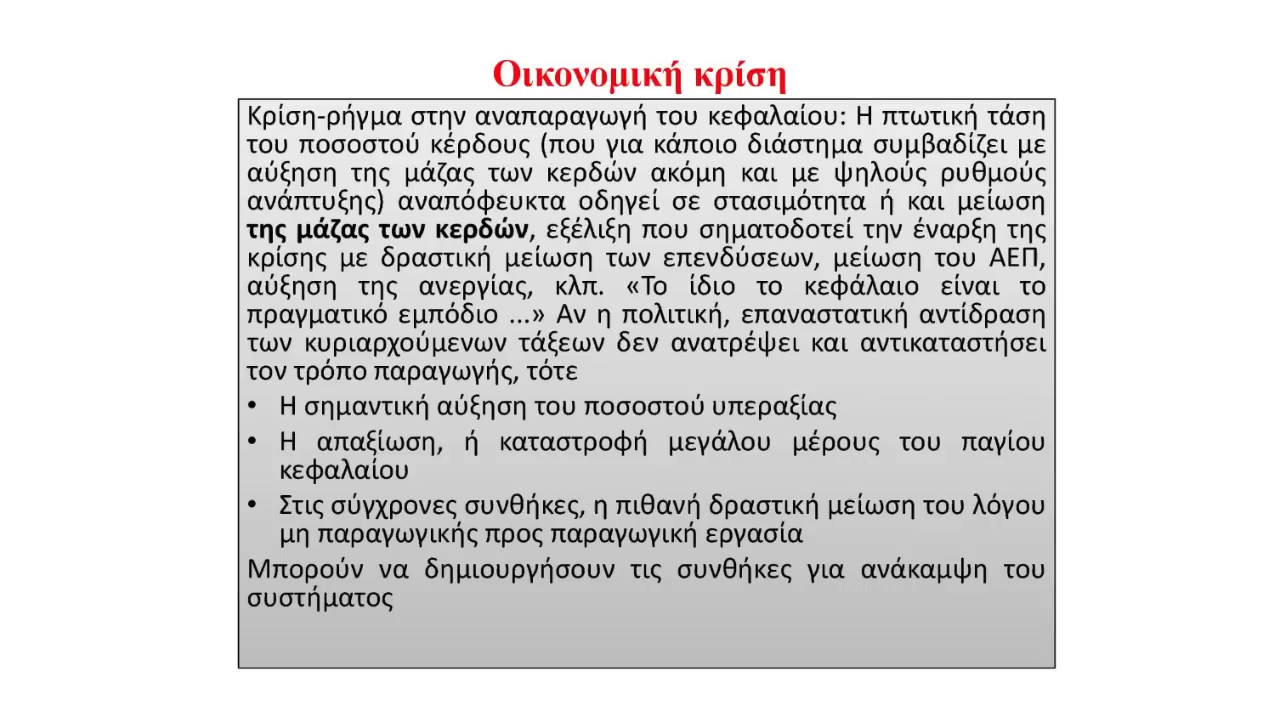 Οικονομική κρίση
Κρίση-ρήγμα στην αναπαραγωγή του κεφαλαίου: Η πτωτική τάση
του ποσοστού κέρδους (που για κάποιο διάστημα συμβαδίζει με
αύξηση της μάζας των κερδών ακόμη και με ψηλούς ρυθμούς
ανάπτυξης) αναπόφευκτα οδηγεί σε στασιμότητα ή και μείωση
της μάζας των κερδών, εξέλιξη που σηματοδοτεί την έναρξη της
κρίσης με δραστική μείωση των επενδύσεων, μείωση του ΑΕΠ,
αύξηση της ανεργίας, κλπ. «Το ίδιο το κεφάλαιο είναι το
πραγματικό εμπόδιο ...» Αν η πολιτική, επαναστατική αντίδραση
των κυριαρχούμενων τάξεων δεν ανατρέψει και αντικαταστήσει
τον τρόπο παραγωγής, τότε
• Η σημαντική αύξηση του ποσοστού υπεραξίας
• Η απαξίωση, ή καταστροφή μεγάλου μέρους του παγίου
κεφαλαίου
• Στις σύγχρονες συνθήκες, η πιθανή δραστική μείωση του λόγου
μη παραγωγικής προς παραγωγική εργασία
Μπορούν να δημιουργήσουν τις συνθήκες για ανάκαμψη του
συστήματος